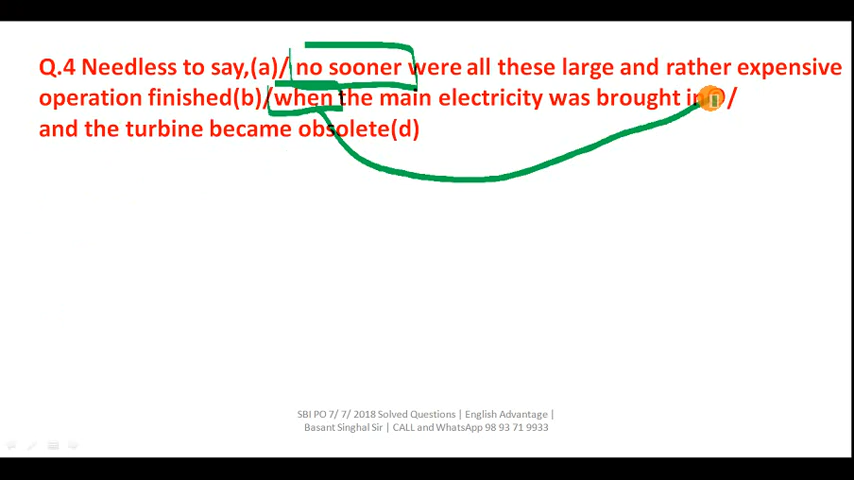 Q.4 Needless to say,(a)/ no sooner were all these large and rather expensive
operation finished(b)/when the main electricity was brought in /
and the turbine became obsolete(d)
SBI PO 7/ 7/ 2018 Solved Questions | English Advantage |
Basant Singhal Sir | CALL and WhatsApp 98 93 71 9933